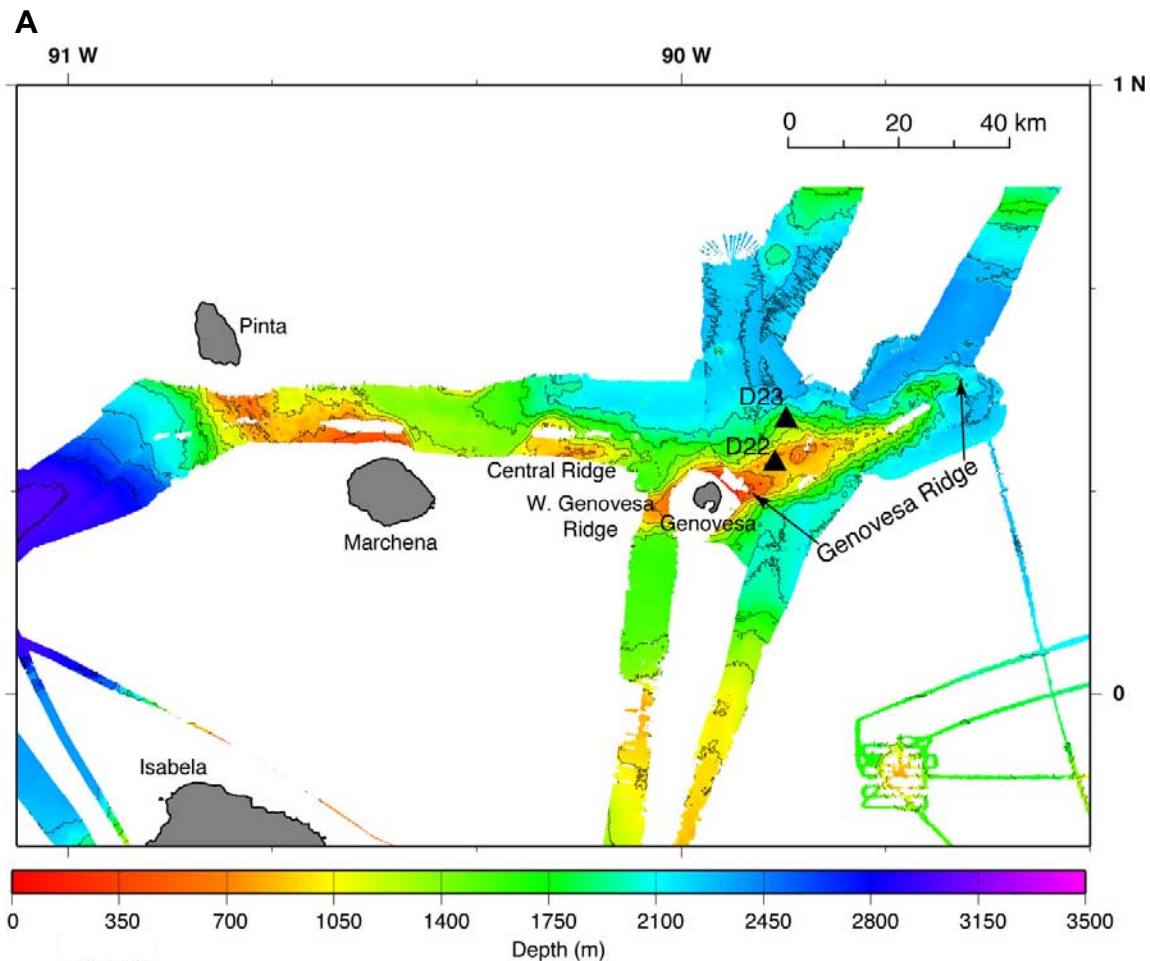 A
91 W
90 W
1 N
0 20 40 km
Pinta
D23
D22
Central Ridge
W. Genovesa
Ridge
Genovesa
Genovesa Ridge
Marchena
0
Isabela
0 350 700 1050 1400 1750 2100 2450 2800 3150 3500
Depth (m)